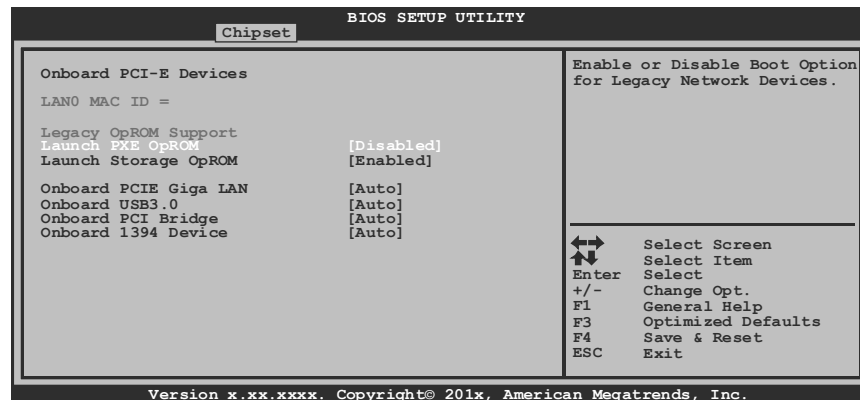 BIOS SETUP UTILITY
Chipset
Onboard PCI-E Devices
LAN0 MAC ID =
Legacy OpROM Support
Launch PXE OpROM [Disabled]
Launch Storage OpROM [Enabled]
Onboard PCIE Giga LAN [Auto]
Onboard USB3.0 [Auto]
Onboard PCI Bridge [Auto]
Onboard 1394 Device [Auto]
Enable or Disable Boot Option
for Legacy Network Devices.
Select Screen
Select Item
Enter Select
+/- Change Opt.
F1 General Help
F3 Optimized Defaults
F4 Save & Reset
ESC Exit
Version x.xx.xxxx. Copyright© 201x, American Megatrends, Inc.